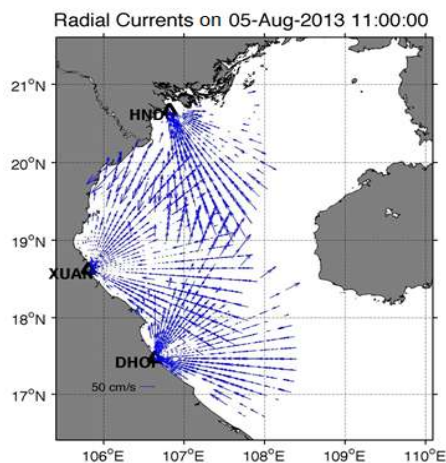 Radial Currents on 05-Aug-2013 11:00:00
21°N
HND
20°N
19°N
XUAN
18°N
DHOI
50 cm/s
17°N
106°E 107°E 108°E 109°E 110°E